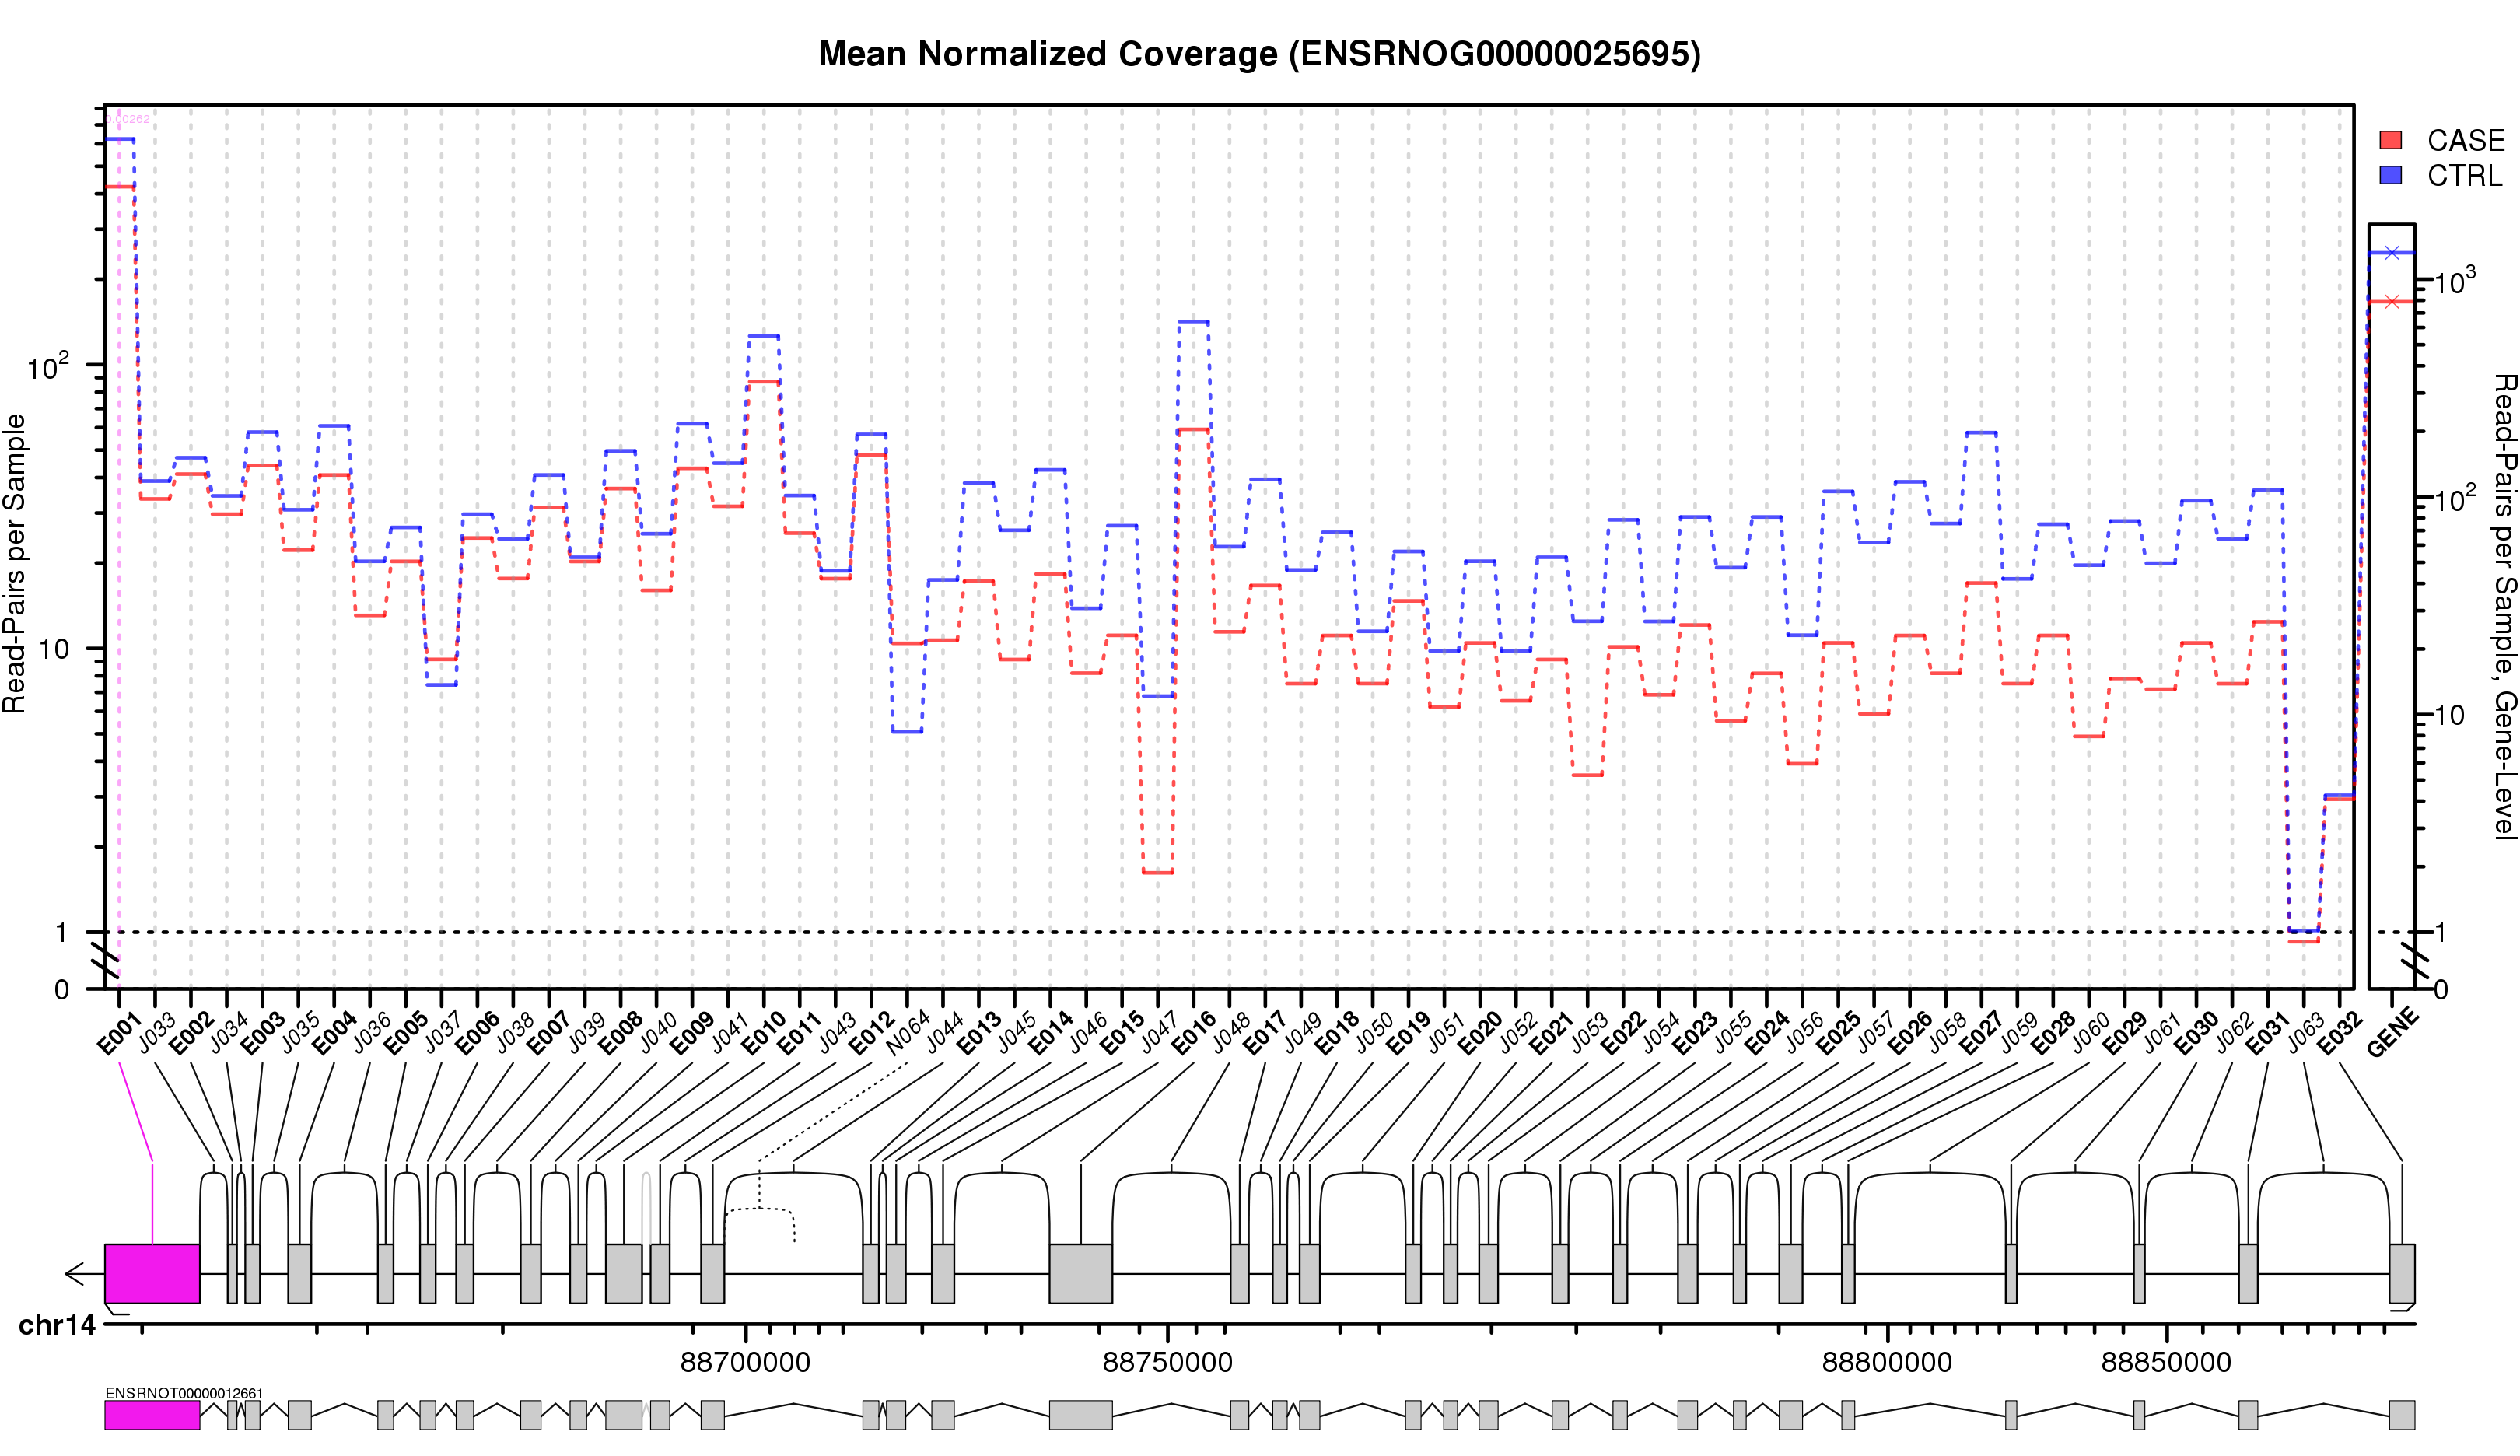 Mean Normalized Coverage (ENSRNOG00000025695)
0.00262
CASE
CTRL
Read-Pairs per Sample
10²
10
1
0
10³
10²
10
1
0
Read-Pairs per Sample, Gene-Level
E001 J033 E002 J034 E003 J035 E004 J036 E005 J037 E006 J038 E007 J039 E008 J040 E009 J041 E010 E011 J043 E012 N064 J044 E013 J045 E014 J046 E015 J047 E016 J048 E017 J049 E018 J050 E019 J051 E020 J052 E021 J053 E022 J054 E023 J055 E024 J056 E025 J057 E026 J058 E027 J059 E028 J060 E029 J061 E030 J062 E031 J063 E032 GENE
chr14
88700000 88750000 88800000 88850000
ENSRNOT00000012661